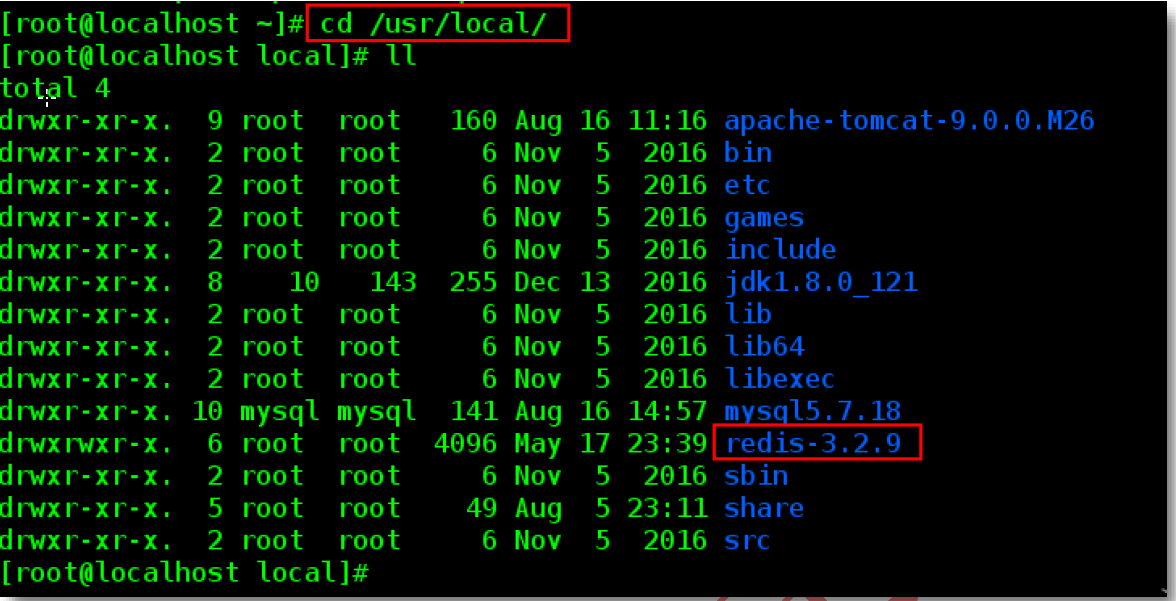 [root@localhost ~]# cd /usr/local/
[root@localhost local]# ll
total 4
drwxr-xr-x.  9 root  root   160 Aug 16 11:16 apache-tomcat-9.0.0.M26
drwxr-xr-x.  2 root  root     6 Nov  5  2016 bin
drwxr-xr-x.  2 root  root     6 Nov  5  2016 etc
drwxr-xr-x.  2 root  root     6 Nov  5  2016 games
drwxr-xr-x.  2 root  root     6 Nov  5  2016 include
drwxr-xr-x.  8    10   143  255 Dec 13  2016 jdk1.8.0_121
drwxr-xr-x.  2 root  root     6 Nov  5  2016 lib
drwxr-xr-x.  2 root  root     6 Nov  5  2016 lib64
drwxr-xr-x.  2 root  root     6 Nov  5  2016 libexec
drwxr-xr-x. 10 mysql mysql  141 Aug 16 14:57 mysql5.7.18
drwxrwxr-x.  6 root  root  4096 May 17 23:39 redis-3.2.9
drwxr-xr-x.  2 root  root     6 Nov  5  2016 sbin
drwxr-xr-x.  5 root  root    49 Aug  5 23:11 share
drwxr-xr-x.  2 root  root     6 Nov  5  2016 src
[root@localhost local]#